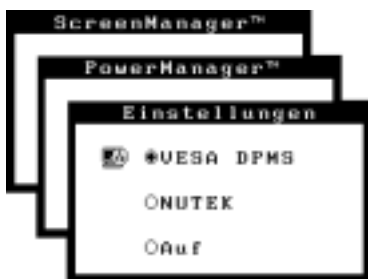 ScreenManager™
PowerManager™
Einstellungen
VESA DPMS
NUTEK
Auf